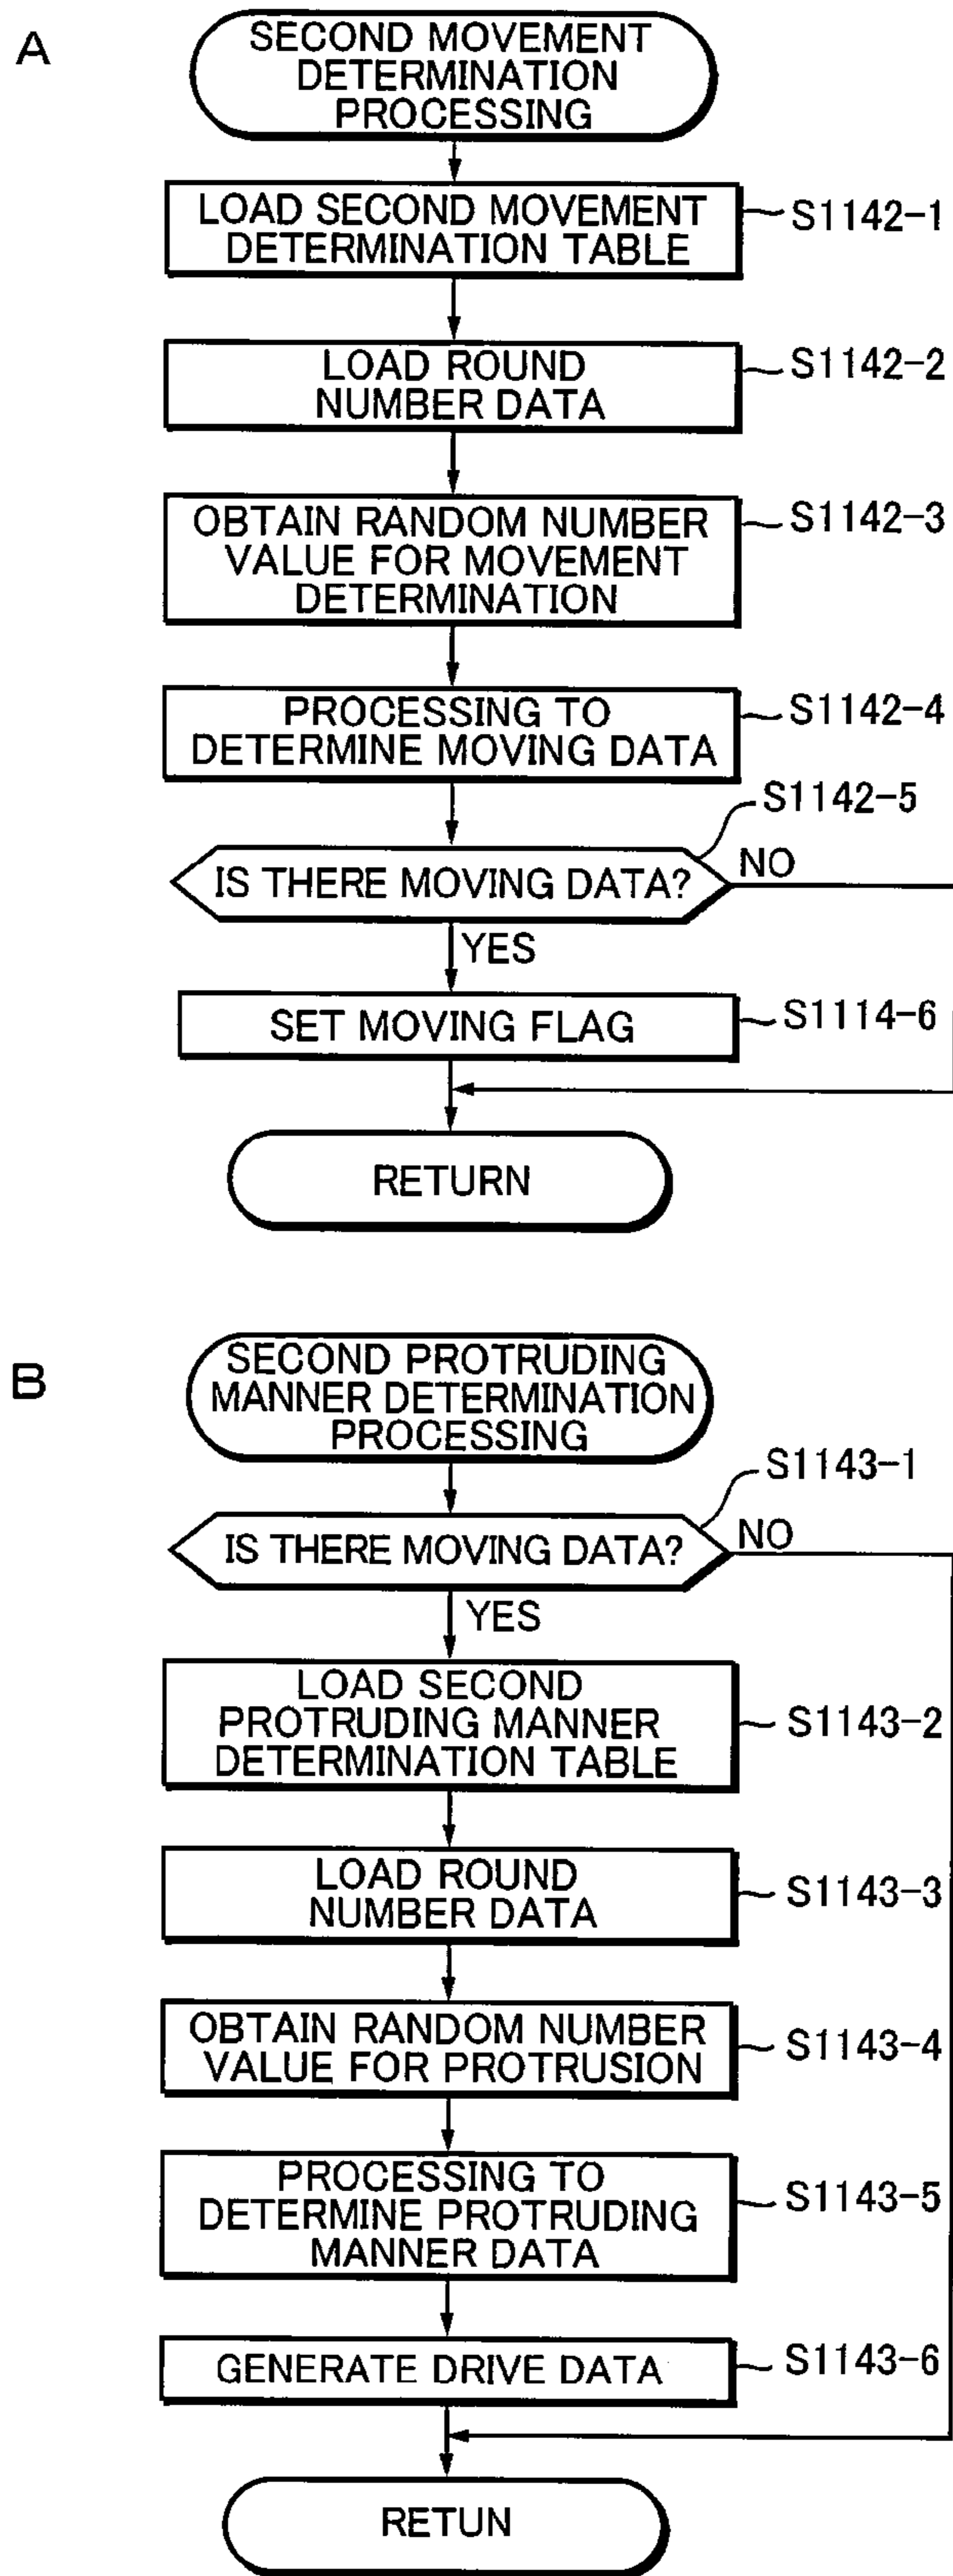 A
SECOND MOVEMENT
DETERMINATION
PROCESSING
LOAD SECOND MOVEMENT
DETERMINATION TABLE
S1142-1
LOAD ROUND
NUMBER DATA
S1142-2
OBTAIN RANDOM NUMBER
VALUE FOR MOVEMENT
DETERMINATION
S1142-3
PROCESSING TO
DETERMINE MOVING DATA
S1142-4
S1142-5
IS THERE MOVING DATA?
NO
YES
SET MOVING FLAG
S1114-6
RETURN
B
SECOND PROTRUDING
MANNER DETERMINATION
PROCESSING
S1143-1
IS THERE MOVING DATA?
NO
YES
LOAD SECOND
PROTRUDING MANNER
DETERMINATION TABLE
S1143-2
LOAD ROUND
NUMBER DATA
S1143-3
OBTAIN RANDOM NUMBER
VALUE FOR PROTRUSION
S1143-4
PROCESSING TO
DETERMINE PROTRUDING
MANNER DATA
S1143-5
GENERATE DRIVE DATA
S1143-6
RETUN